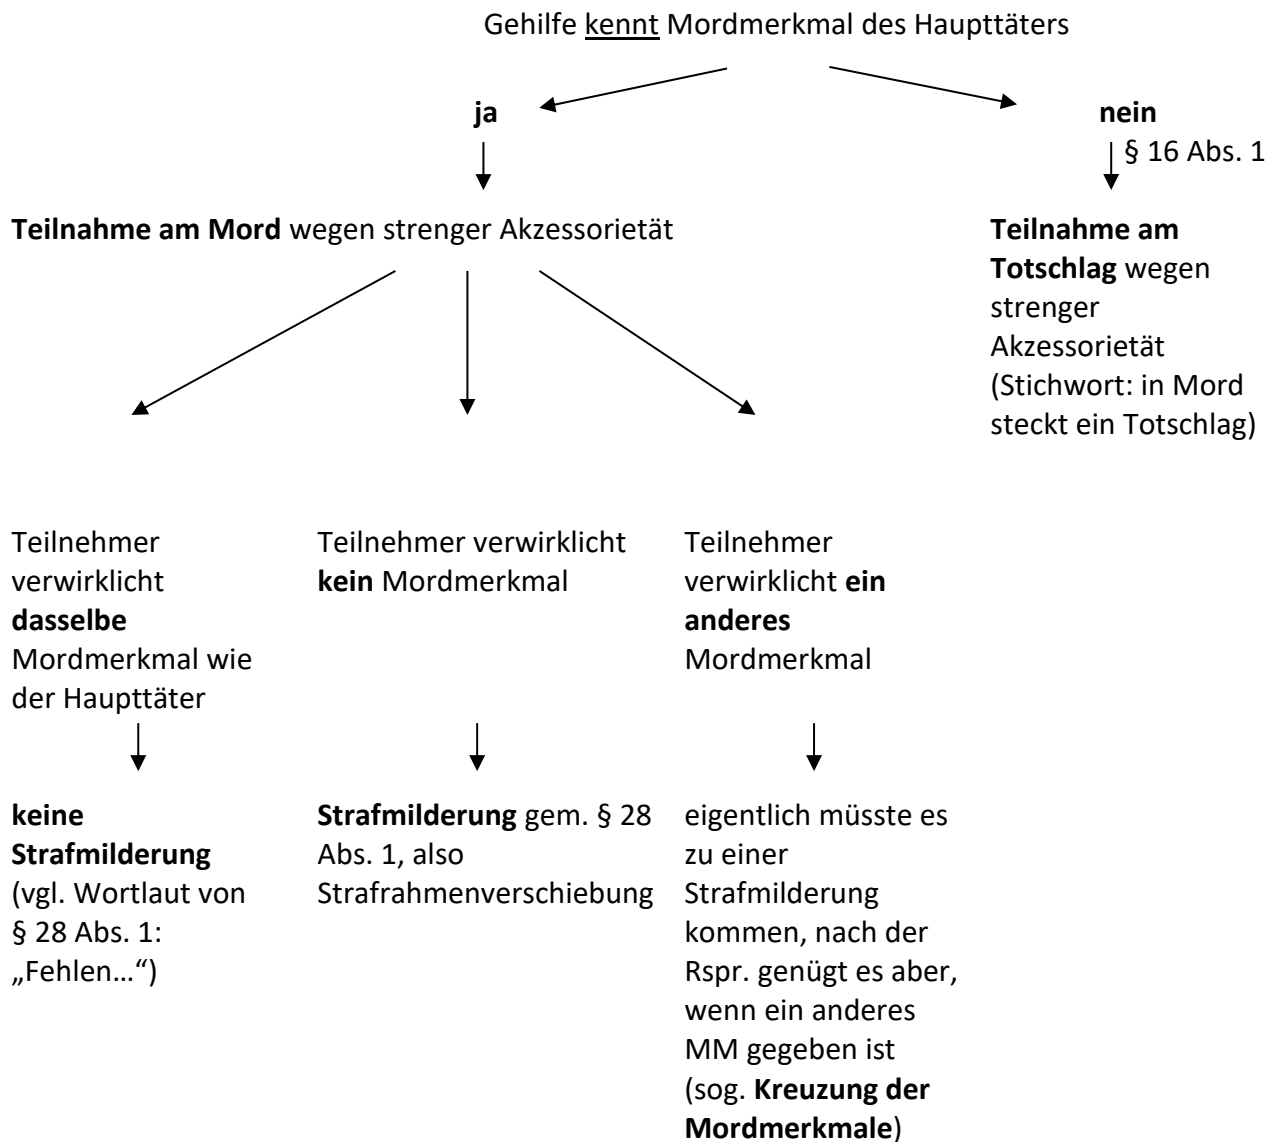 Gehilfe kennt Mordmerkmal des Haupttäters
ja
nein
§ 16 Abs. 1
Teilnahme am Mord wegen strenger Akzessorietät
Teilnahme am
Totschlag wegen
strenger
Akzessorietät
(Stichwort: in Mord
steckt ein Totschlag)
Teilnehmer
verwirklicht
dasselbe
Mordmerkmal wie
der Haupttäter
Teilnehmer verwirklicht
kein Mordmerkmal
Teilnehmer
verwirklicht ein
anderes
Mordmerkmal
keine
Strafmilderung
(vgl. Wortlaut von
§ 28 Abs. 1:
„Fehlen…“)
Strafmilderung gem. § 28
Abs. 1, also
Strafrahmenverschiebung
eigentlich müsste es
zu einer
Strafmilderung
kommen, nach der
Rspr. genügt es aber,
wenn ein anderes
MM gegeben ist
(sog. Kreuzung der
Mordmerkmale)